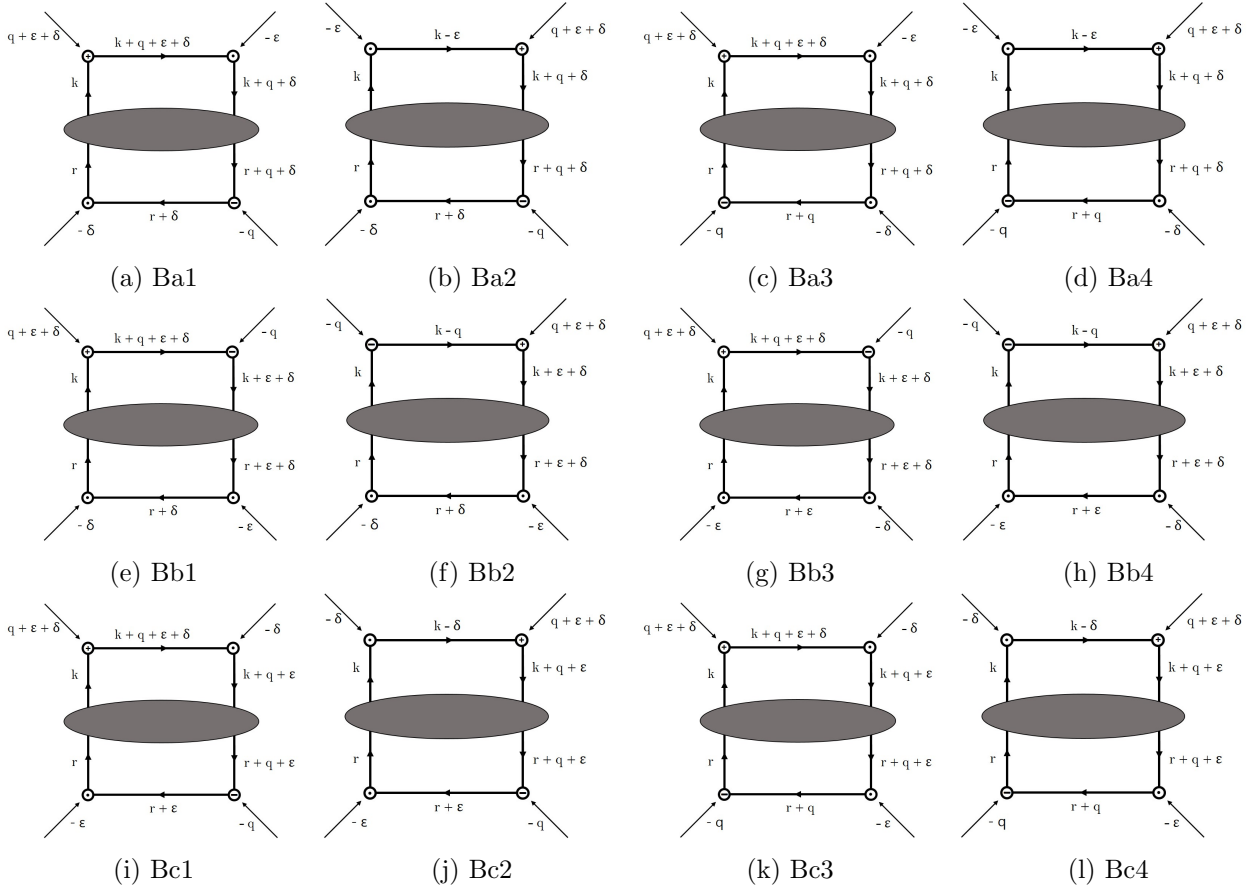 q + ε + δ
k + q + ε + δ
- ε
k
k + q + δ
r
r + q + δ
r + δ
- δ
- q
(a) Ba1
- ε
k - ε
q + ε + δ
k
k + q + δ
r
r + q + δ
r + δ
- δ
- q
(b) Ba2
q + ε + δ
k + q + ε + δ
- ε
k
k + q + δ
r
r + q + δ
r + q
- q
- δ
(c) Ba3
- ε
k - ε
q + ε + δ
k
k + q + δ
r
r + q + δ
r + q
- q
- δ
(d) Ba4
q + ε + δ
k + q + ε + δ
- q
k
k + ε + δ
r
r + ε + δ
r + δ
- δ
- ε
(e) Bb1
- q
k - q
q + ε + δ
k
k + ε + δ
r
r + ε + δ
r + δ
- δ
- ε
(f) Bb2
q + ε + δ
k + q + ε + δ
- q
k
k + ε + δ
r
r + ε + δ
r + ε
- ε
- δ
(g) Bb3
- q
k - q
q + ε + δ
k
k + ε + δ
r
r + ε + δ
r + ε
- ε
- δ
(h) Bb4
q + ε + δ
k + q + ε + δ
- δ
k
k + q + ε
r
r + q + ε
r + ε
- ε
- q
(i) Bc1
- δ
k - δ
q + ε + δ
k
k + q + ε
r
r + q + ε
r + ε
- ε
- q
(j) Bc2
q + ε + δ
k + q + ε + δ
- δ
k
k + q + ε
r
r + q + ε
r + q
- q
- ε
(k) Bc3
- δ
k - δ
q + ε + δ
k
k + q + ε
r
r + q + ε
r + q
- q
- ε
(l) Bc4